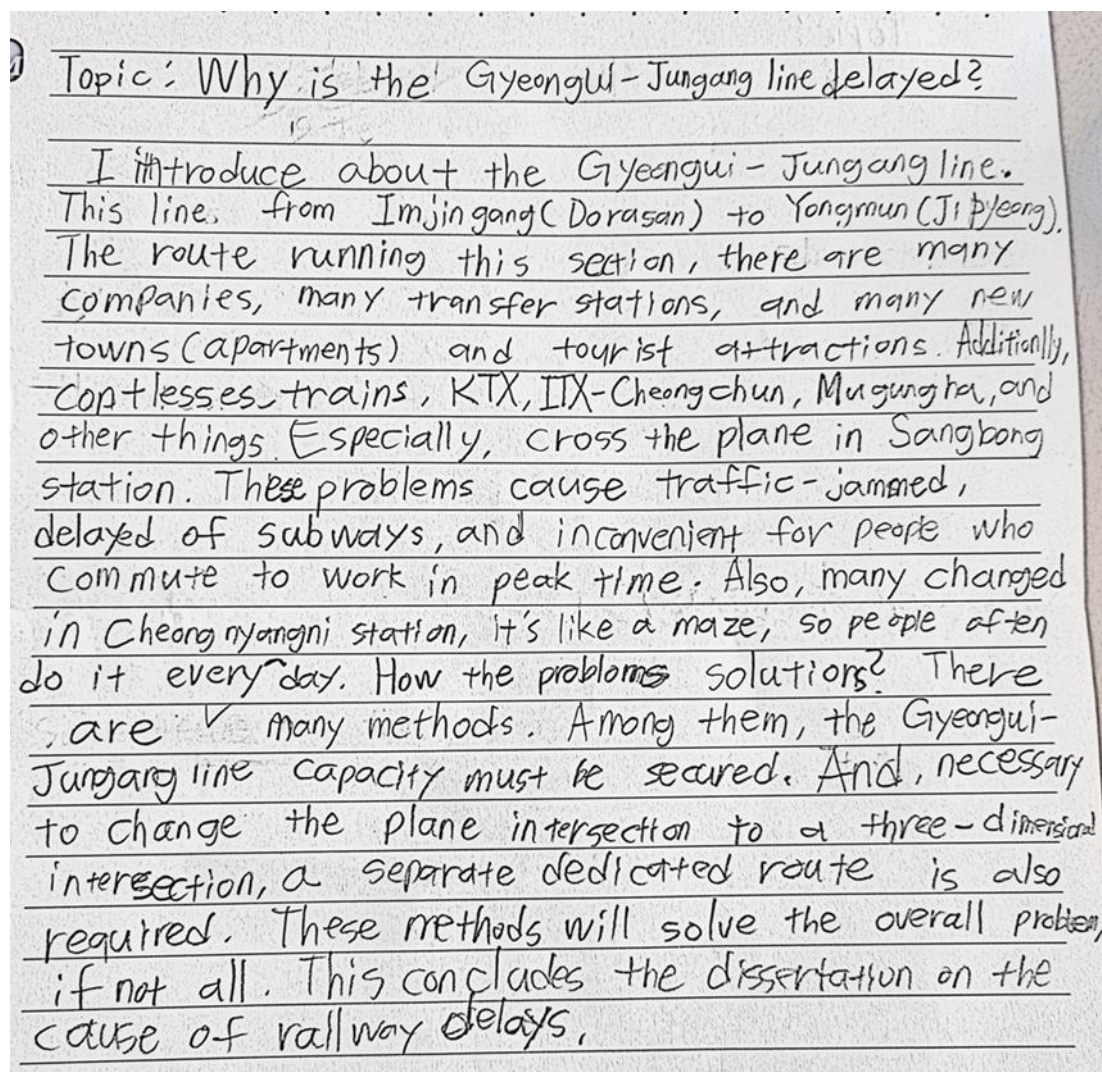 Topic: Why is the Gyeongui-Jungang line delayed?
I introduce about the Gyeongui - Jungang line.
This line, from Imjingang (Dorasan) to Yongmun (Jipyeong).
The route running this section, there are many
companies, many transfer stations, and many new
towns (apartments) and tourist attractions. Additionlly,
trains, KTX, ITX-Cheongchun, Mugungha, and
other things. Especially, cross the plane in Sangbong
station. These problems cause traffic-jammed,
delayed of subways, and inconvenient for people who
commute to work in peak time. Also, many changed
in Cheongnyangni station, it's like a maze, so people often
do it every day. How the problems solutions? There
are many methods. Among them, the Gyeongui-
Jungang line capacity must be secured. And, necessary
to change the plane intersection to a three-dimensional
intersection, a separate dedicated route is also
required. These methods will solve the overall problem,
if not all. This concludes the dissertation on the
cause of railway delays.